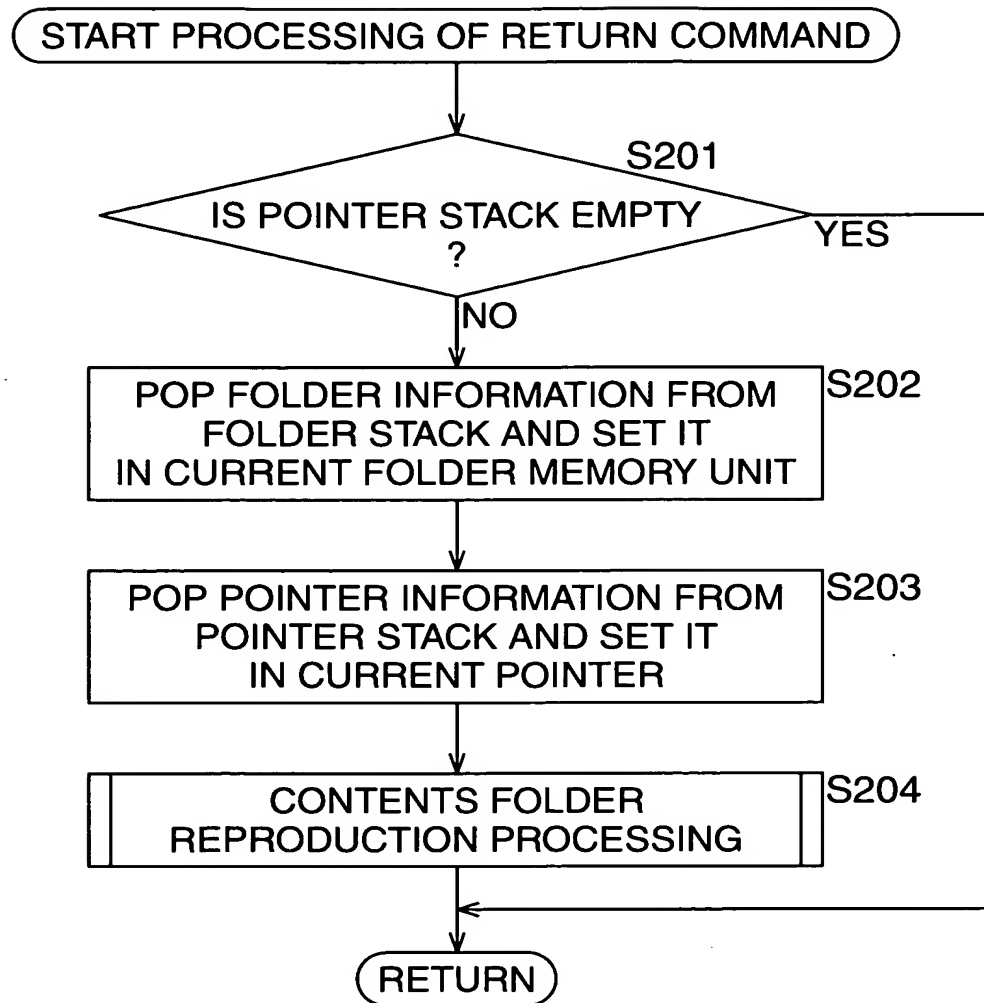 START PROCESSING OF RETURN COMMAND
S201
IS POINTER STACK EMPTY
?
YES
NO
S202
POP FOLDER INFORMATION FROM
FOLDER STACK AND SET IT
IN CURRENT FOLDER MEMORY UNIT
S203
POP POINTER INFORMATION FROM
POINTER STACK AND SET IT
IN CURRENT POINTER
S204
CONTENTS FOLDER
REPRODUCTION PROCESSING
RETURN